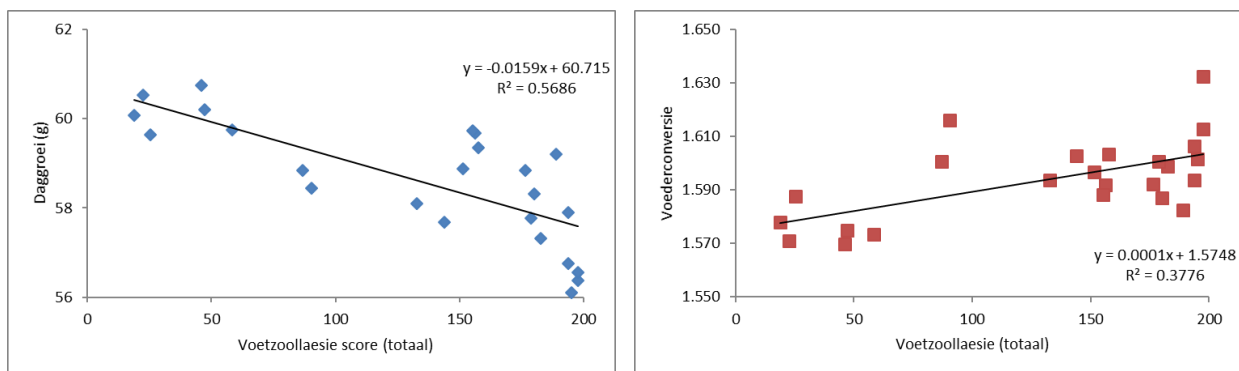 62
60
58
56
0
50
100
150
200
Daggroei (g)
Voetzoollaesie score (totaal)
y = -0.0159x + 60.715
R² = 0.5686
1.650
1.630
1.610
1.590
1.570
1.550
0
50
100
150
200
Voederconversie
Voetzoollaesie (totaal)
y = 0.0001x + 1.5748
R² = 0.3776